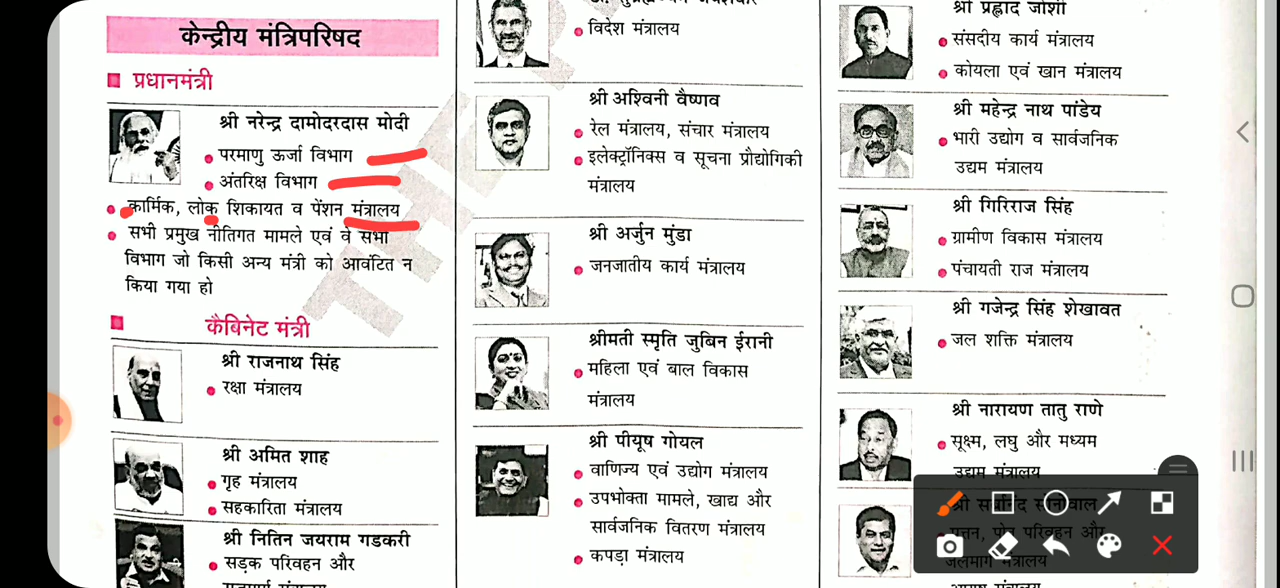 केन्द्रीय मंत्रिपरिषद
प्रधानमंत्री
श्री नरेन्द्र दामोदरदास मोदी
परमाणु ऊर्जा विभाग
अंतरिक्ष विभाग
कार्मिक, लोक शिकायत व पेंशन मंत्रालय
सभी प्रमुख नीतिगत मामले एवं वे सभी
विभाग जो किसी अन्य मंत्री को आवंटित न
किया गया हो
कैबिनेट मंत्री
श्री राजनाथ सिंह
रक्षा मंत्रालय
श्री अमित शाह
गृह मंत्रालय
सहकारिता मंत्रालय
श्री नितिन जयराम गडकरी
सड़क परिवहन और
विदेश मंत्रालय
श्री अश्विनी वैष्णव
रेल मंत्रालय, संचार मंत्रालय
इलेक्ट्रॉनिक्स व सूचना प्रौद्योगिकी
मंत्रालय
श्री अर्जुन मुंडा
जनजातीय कार्य मंत्रालय
श्रीमती स्मृति जुबिन ईरानी
महिला एवं बाल विकास
मंत्रालय
श्री पीयूष गोयल
वाणिज्य एवं उद्योग मंत्रालय
उपभोक्ता मामले, खाद्य और
सार्वजनिक वितरण मंत्रालय
कपड़ा मंत्रालय
श्री प्रह्लाद जोशी
संसदीय कार्य मंत्रालय
कोयला एवं खान मंत्रालय
श्री महेन्द्र नाथ पांडेय
भारी उद्योग व सार्वजनिक
उद्यम मंत्रालय
श्री गिरिराज सिंह
ग्रामीण विकास मंत्रालय
पंचायती राज मंत्रालय
श्री गजेन्द्र सिंह शेखावत
जल शक्ति मंत्रालय
श्री नारायण तातु राणे
सूक्ष्म, लघु और मध्यम
उद्यम मंत्रालय